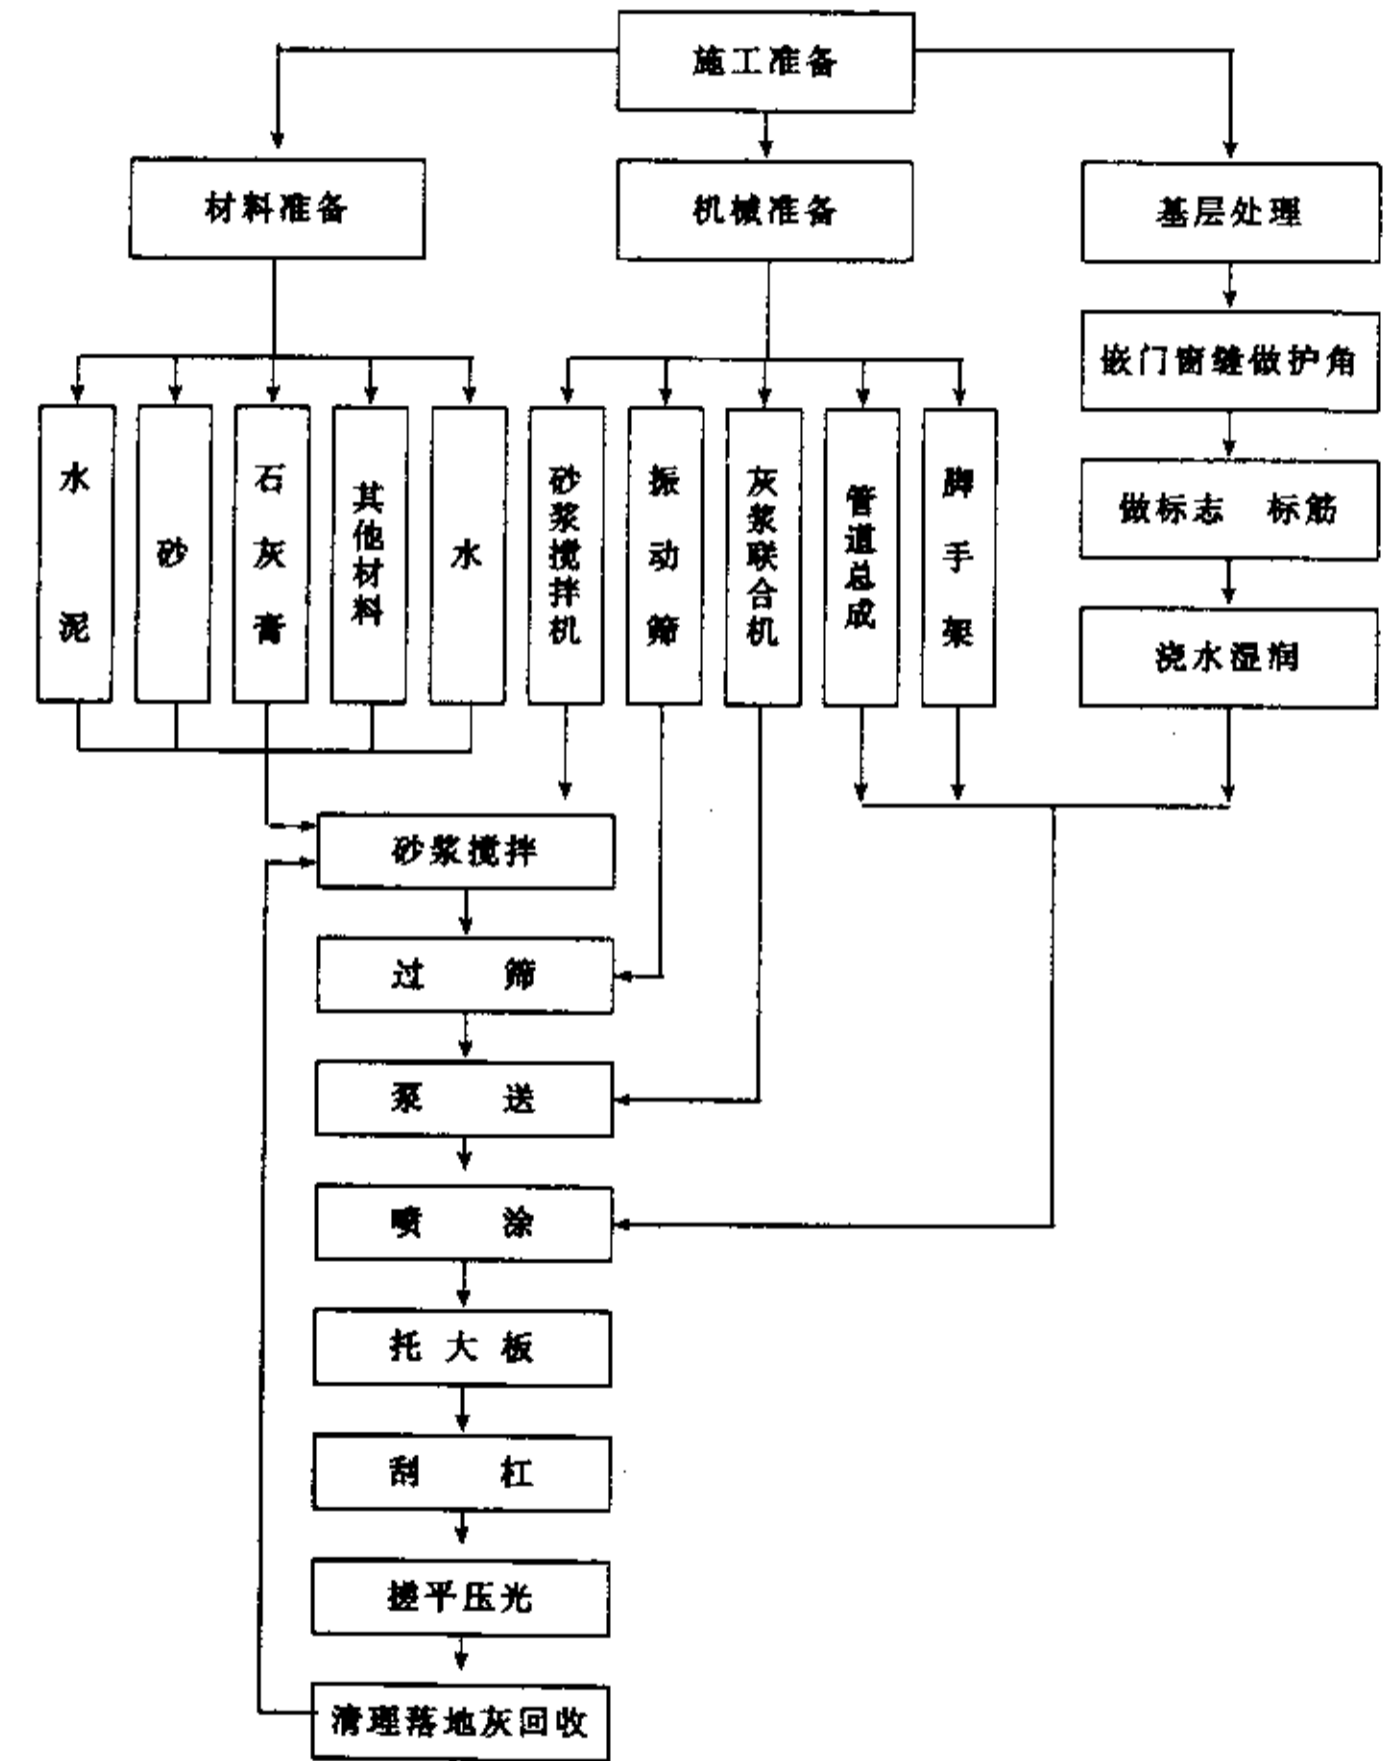 施工准备
材料准备
机械准备
基层处理
嵌门窗缝做护角
水泥
砂
石灰膏
其他材料
水
砂浆搅拌机
振动筛
灰浆联合机
管道总成
脚手架
做标志 标筋
浇水湿润
砂浆搅拌
过筛
泵送
喷涂
托大板
刮杠
搓平压光
清理落地灰回收